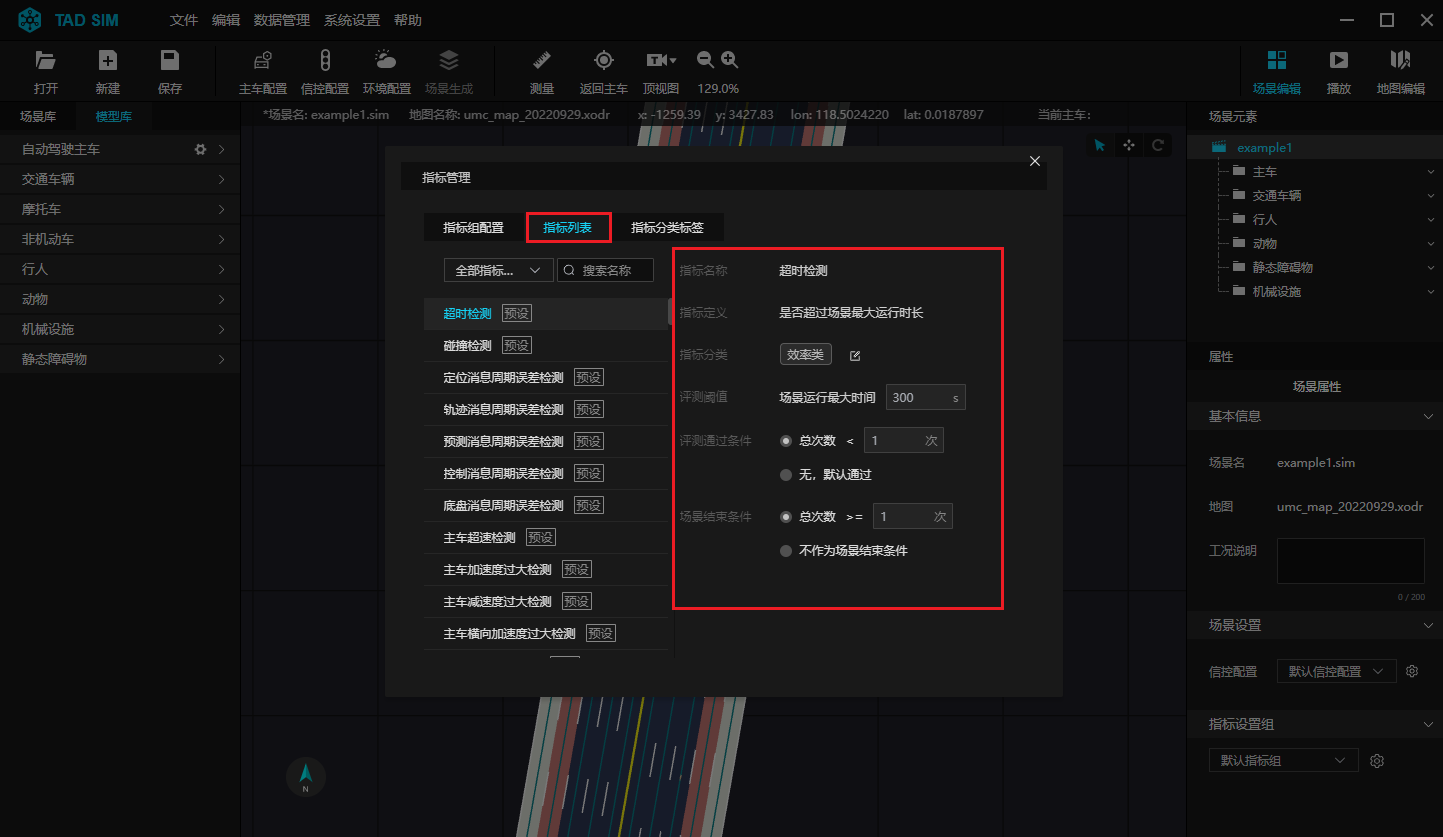 TAD SIM 文件 编辑 数据管理 系统设置 帮助
打开 新建 保存 主车配置 信控配置 环境配置 场景生成 测量 返回主车 顶视图 129.0% 场景编辑 播放 地图编辑
场景库 模型库
自动驾驶主车
交通车辆
摩托车
非机动车
行人
动物
机械设施
静态障碍物
*场景名: example1.sim 地图名称: umc_map_20220929.xodr x: -1259.39 y: 3427.83 lon: 118.5024220 lat: 0.0187897 当前主车:
指标管理
指标组配置 指标列表 指标分类标签
全部指标... 搜索名称
超时检测 预设
碰撞检测 预设
定位消息周期误差检测 预设
轨迹消息周期误差检测 预设
预测消息周期误差检测 预设
控制消息周期误差检测 预设
底盘消息周期误差检测 预设
主车超速检测 预设
主车加速度过大检测 预设
主车减速度过大检测 预设
主车横向加速度过大检测 预设
指标名称 超时检测
指标定义 是否超过场景最大运行时长
指标分类 效率类
评测阈值 场景运行最大时间 300 s
评测通过条件 总次数 < 1 次
无，默认通过
场景结束条件 总次数 >= 1 次
不作为场景结束条件
N
场景元素
example1
主车
交通车辆
行人
动物
静态障碍物
机械设施
属性
场景属性
基本信息
场景名 example1.sim
地图 umc_map_20220929.xodr
工况说明
0 / 200
场景设置
信控配置 默认信控配置
指标设置组
默认指标组